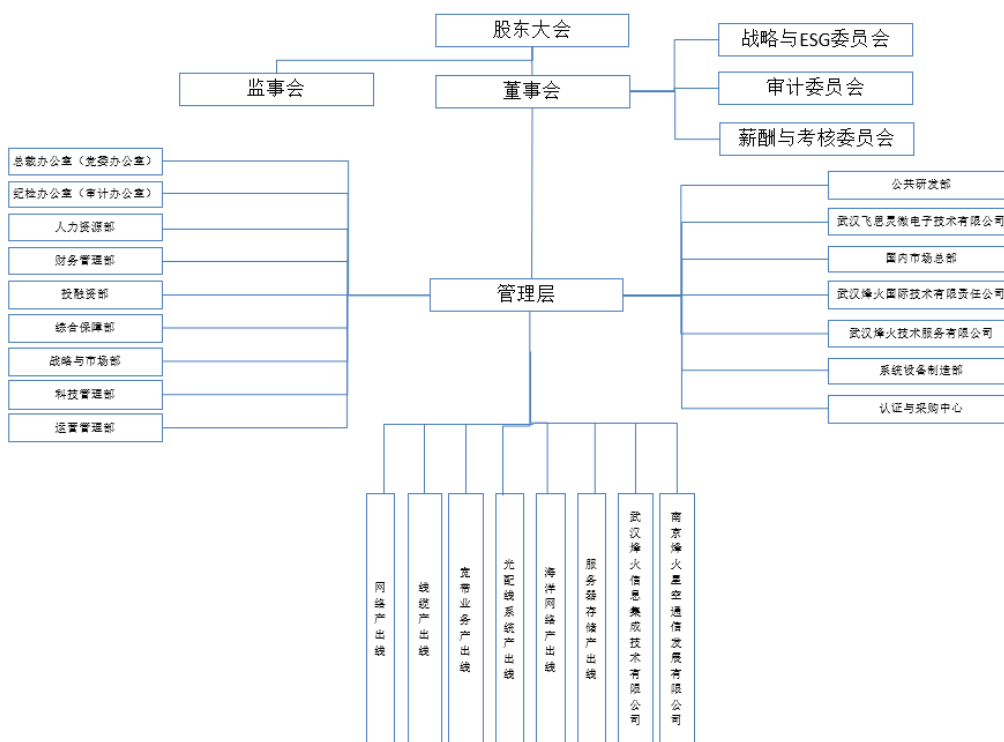 股东大会
监事会
董事会
战略与ESG委员会
审计委员会
薪酬与考核委员会
总裁办公室（党委办公室）
纪检办公室（审计办公室）
人力资源部
财务管理部
投融资部
综合保障部
战略与市场部
科技管理部
运营管理部
管理层
公共研发部
武汉飞思灵微电子技术有限公司
国内市场总部
武汉烽火国际技术有限责任公司
武汉烽火技术服务有限公司
系统设备制造部
认证与采购中心
网络产出线
线缆产出线
宽带业务产出线
光配线系统产出线
海洋网络产出线
服务器存储产出线
武汉烽火信息集成技术有限公司
南京烽火星空通信发展有限公司